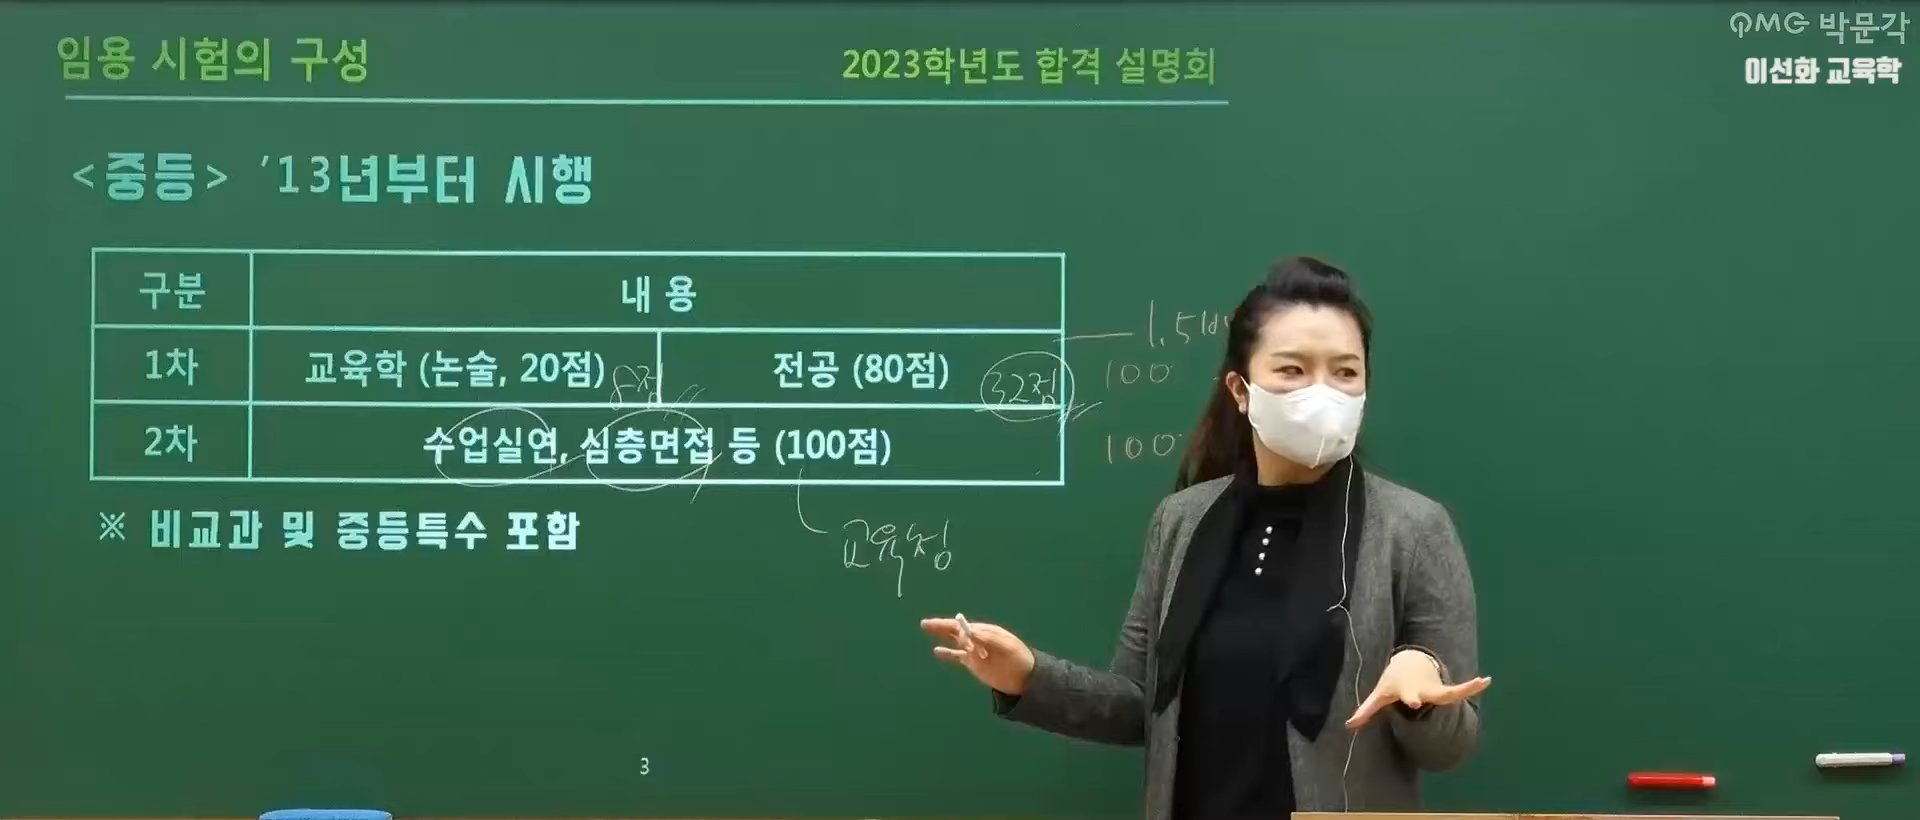 PMG 박문각
이선화 교육학
임용 시험의 구성
2023학년도 합격 설명회
<중등> '13년부터 시행
구분 내 용
1차 교육학 (논술, 20점) 8점 전공 (80점) 32점
1.5배
100
2차 수업실연, 심층면접 등 (100점)
100
※ 비교과 및 중등특수 포함
교육청
3